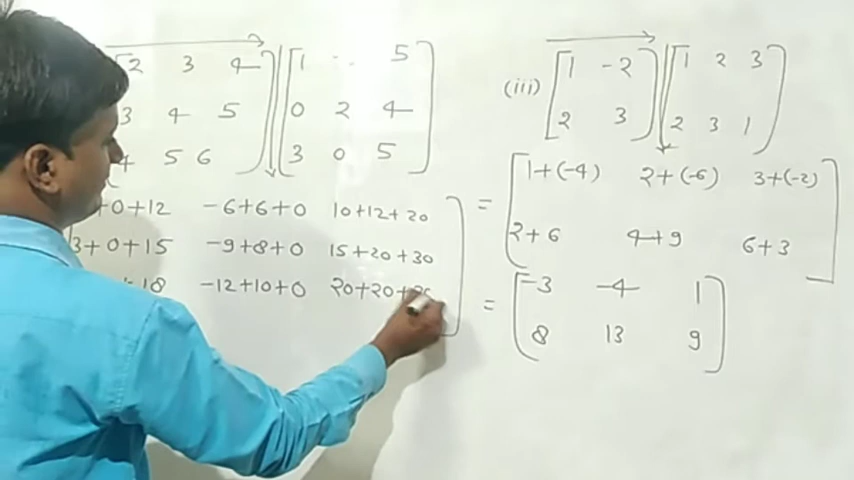 2 3 4 1 5
3 4 5 0 2 4
4 5 6 3 0 5
+0+12 -6+6+0 10+12+20
3+0+15 -9+8+0 15+20+30
18 -12+10+0 20+20+
(iii) 1 -2 1 2 3
2 3 2 3 1
= 1+(-4) 2+(-6) 3+(-2)
2+6 4+9 6+3
= -3 -4 1
8 13 9